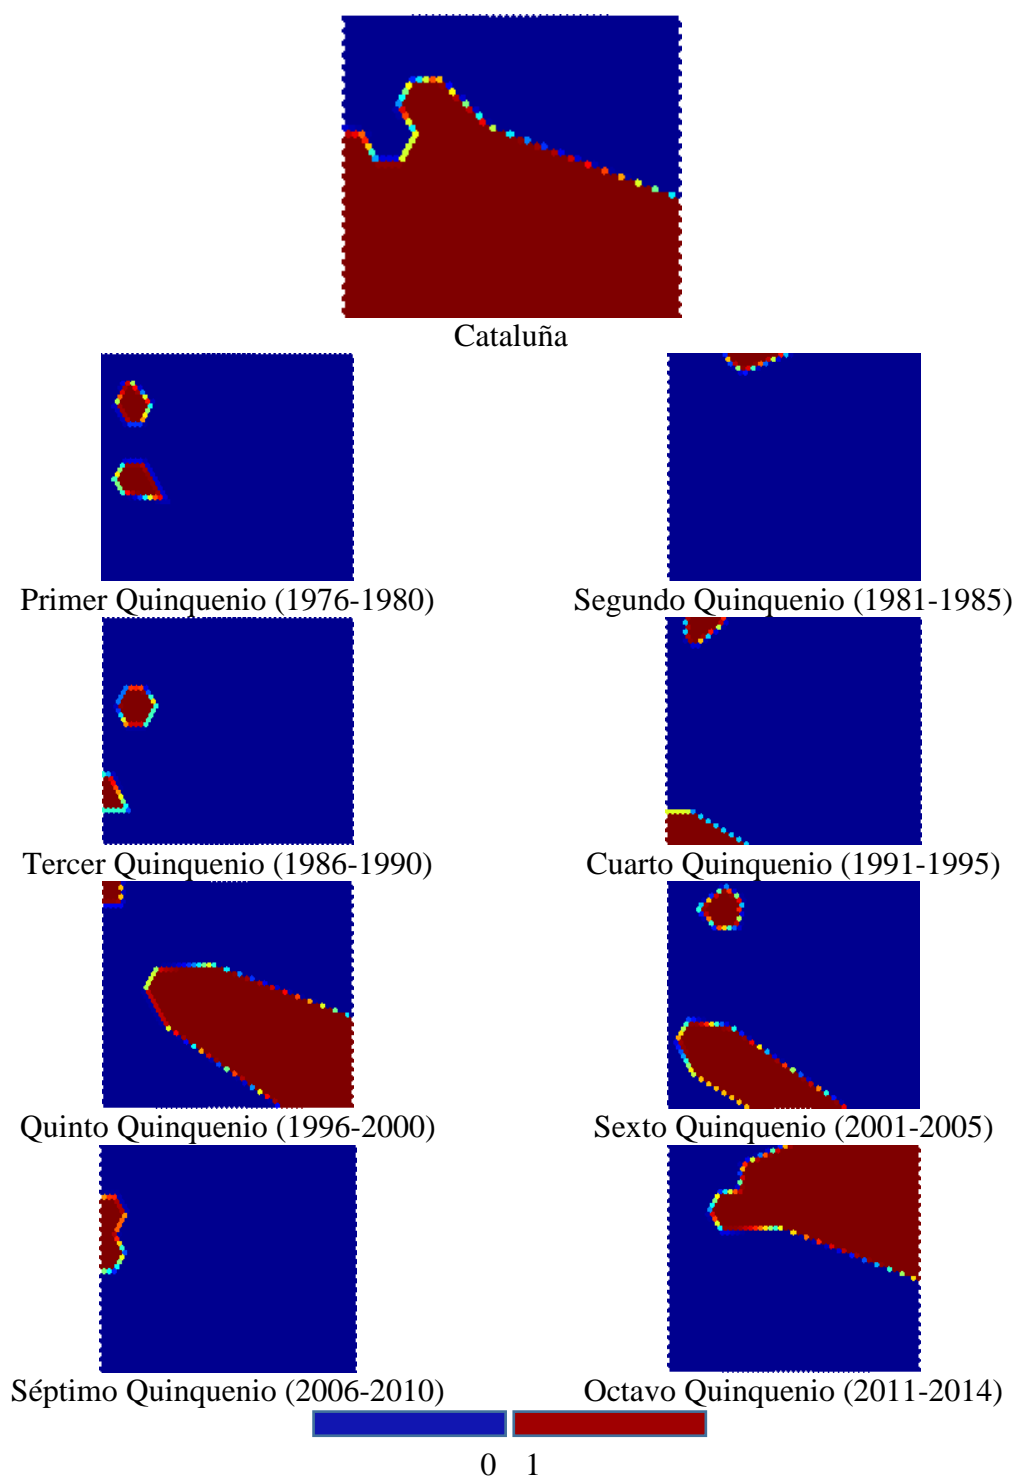 Cataluña
Primer Quinquenio (1976-1980)
Segundo Quinquenio (1981-1985)
Tercer Quinquenio (1986-1990)
Cuarto Quinquenio (1991-1995)
Quinto Quinquenio (1996-2000)
Sexto Quinquenio (2001-2005)
Séptimo Quinquenio (2006-2010)
Octavo Quinquenio (2011-2014)
0 1